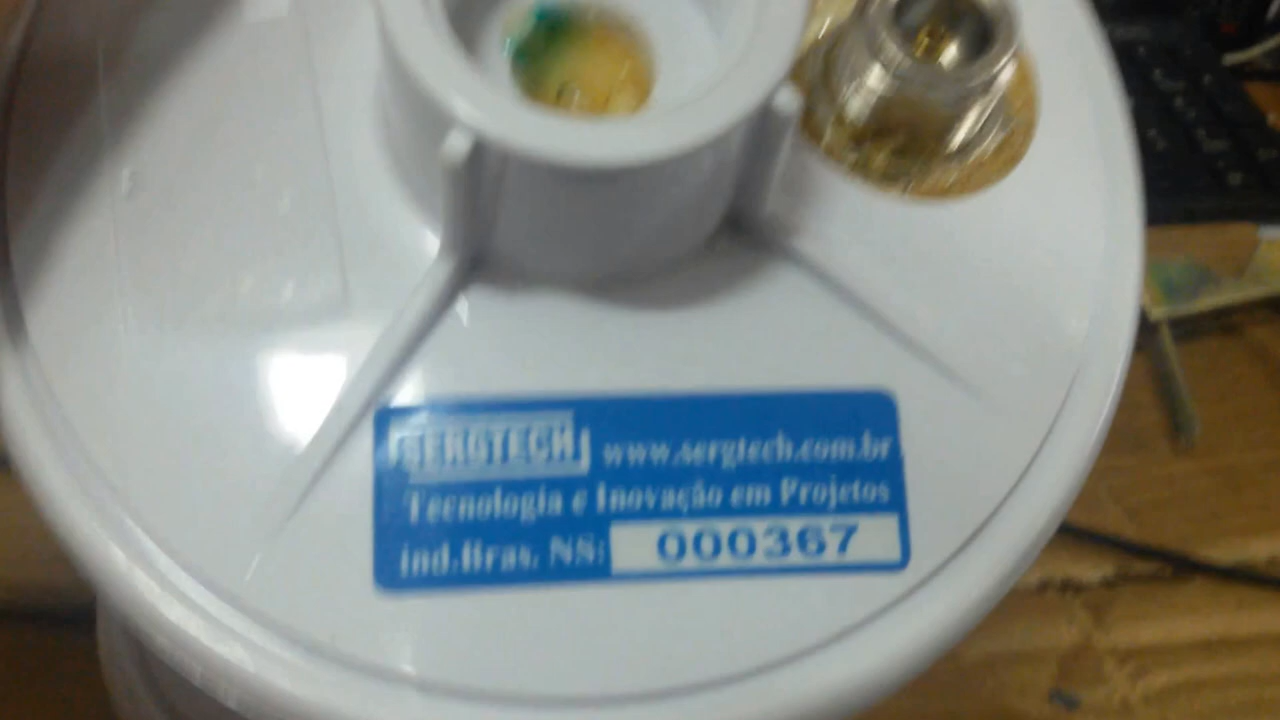 SERGTECH www.sergtech.com.br
Tecnologia e Inovação em Projetos
ind.Bras. NS: 000367